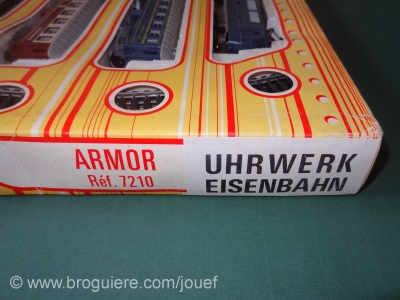 ARMOR
Réf. 7210
UHRWERK
EISENBAHN
© www.broguiere.com/jouef